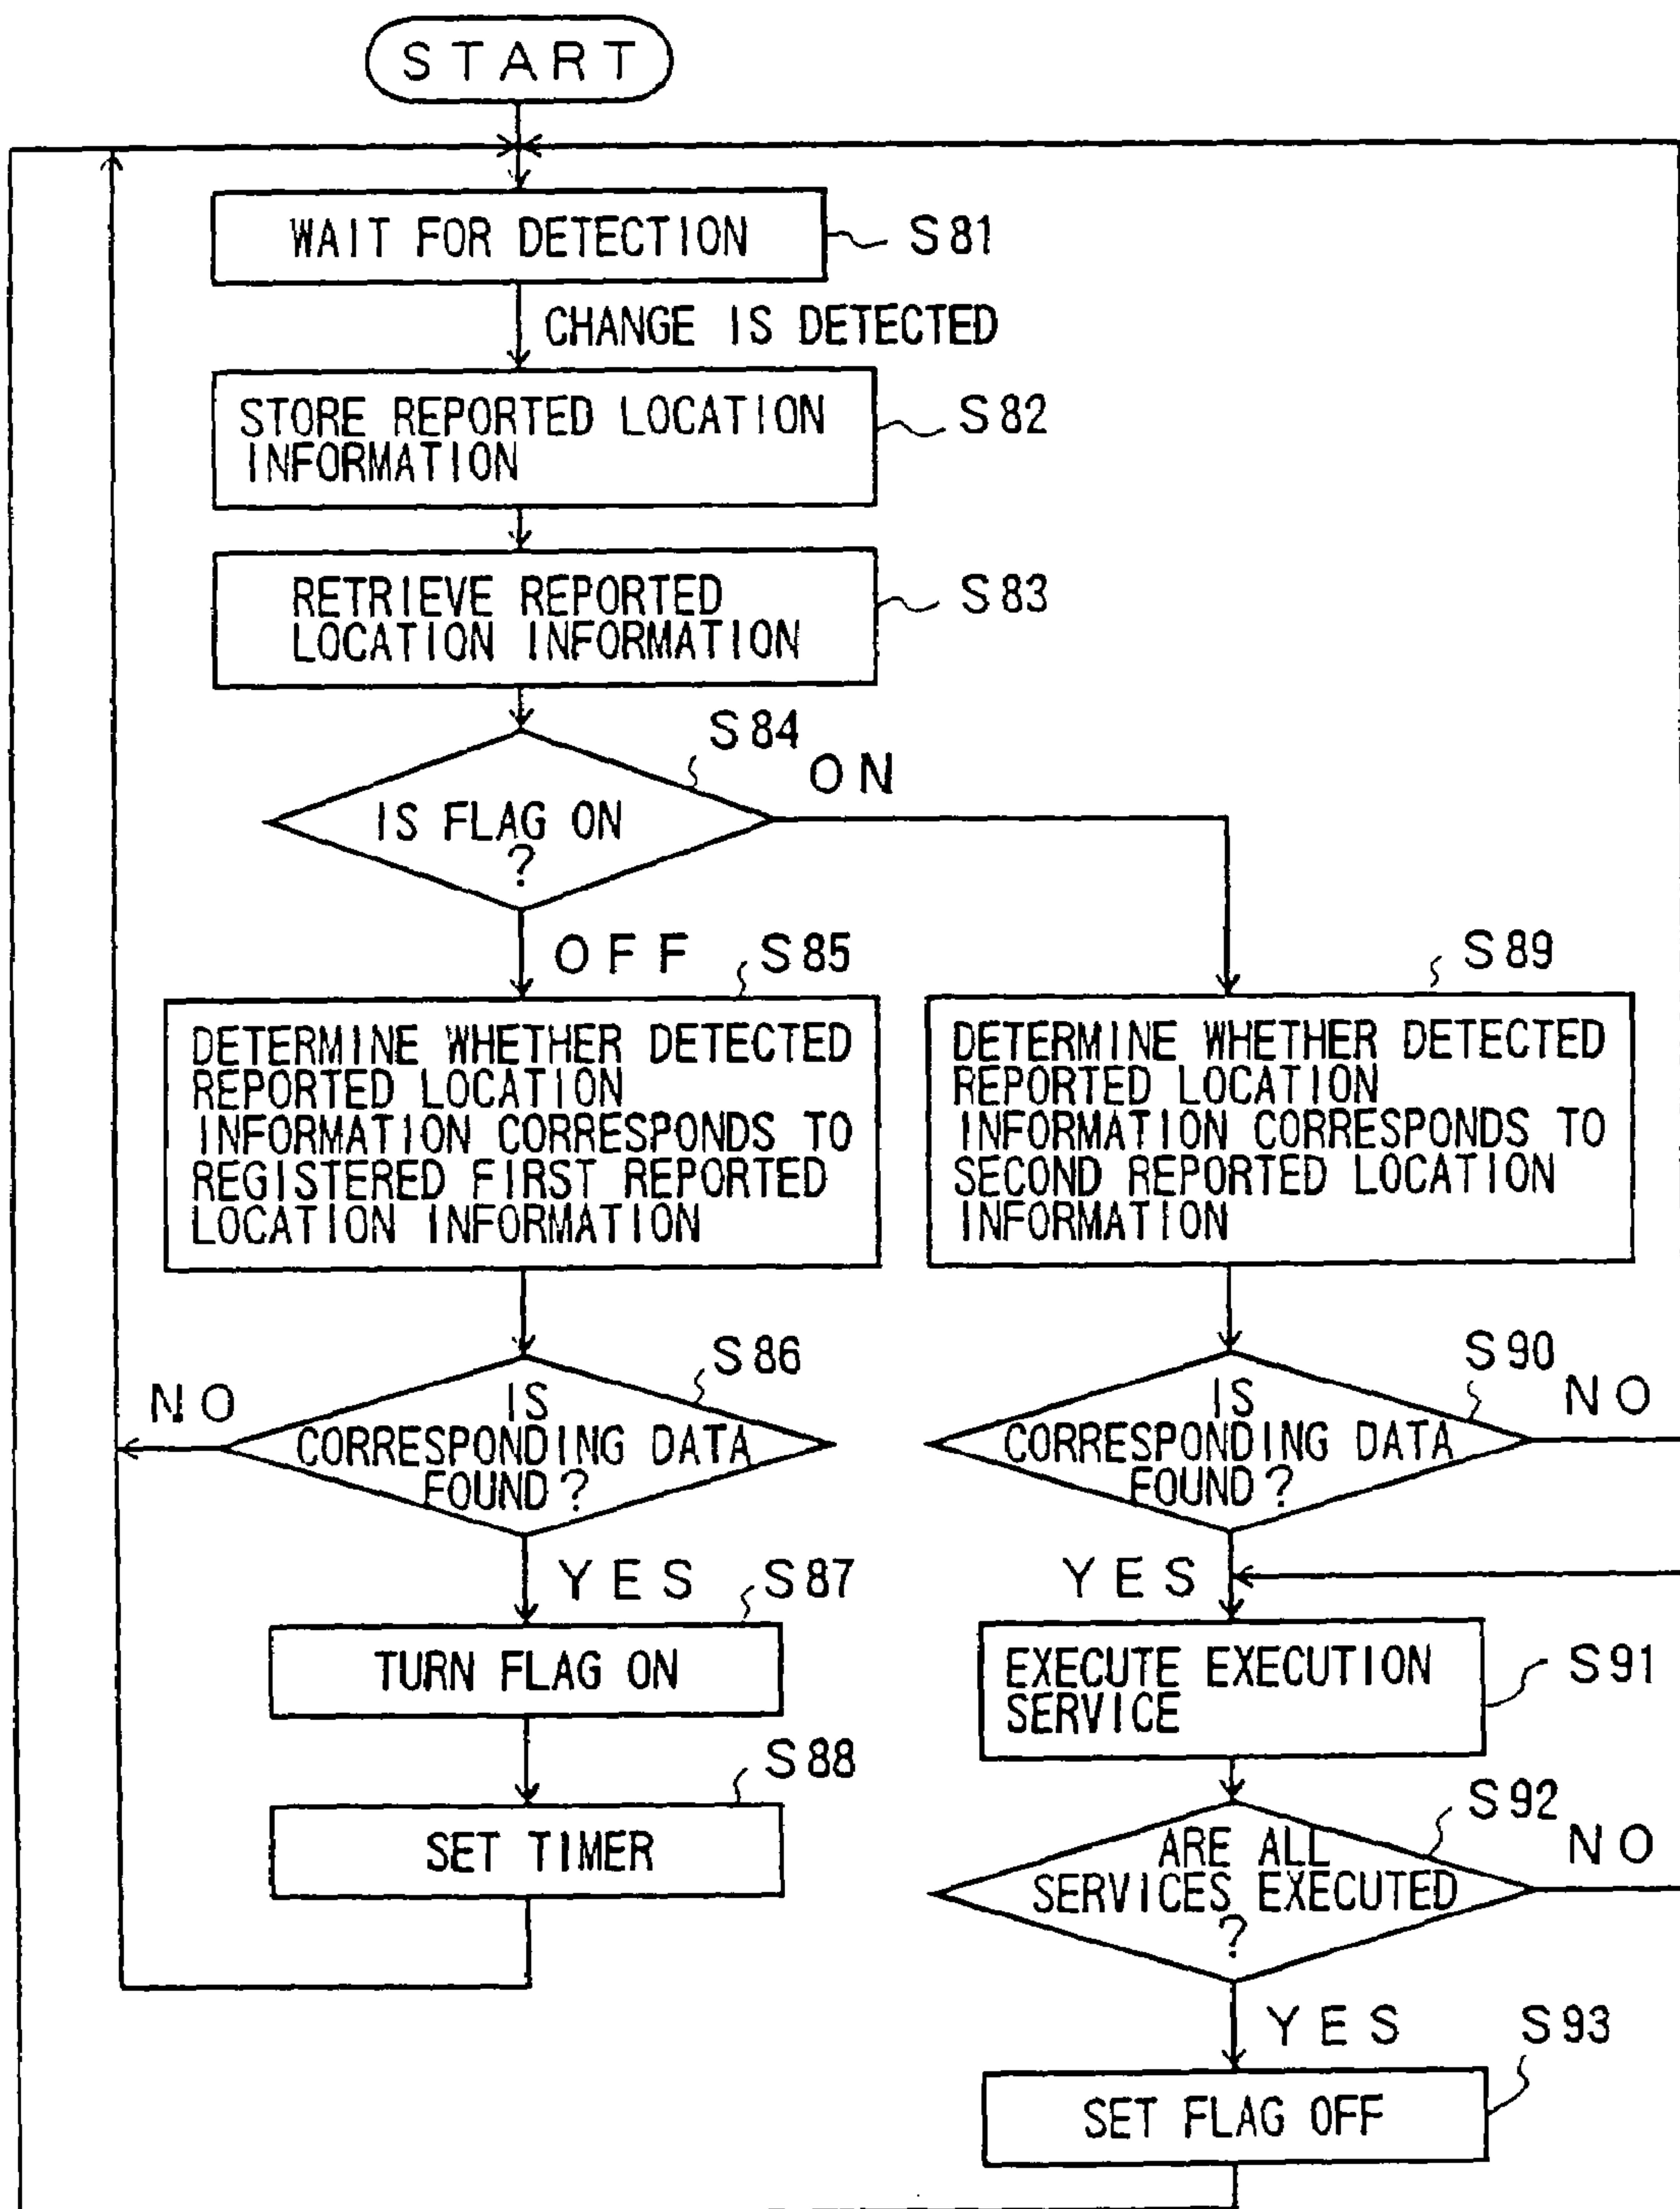 START
WAIT FOR DETECTION
S81
CHANGE IS DETECTED
STORE REPORTED LOCATION
INFORMATION
S82
RETRIEVE REPORTED
LOCATION INFORMATION
S83
S84
ON
IS FLAG ON
?
OFF
S85
DETERMINE WHETHER DETECTED
REPORTED LOCATION
INFORMATION CORRESPONDS TO
REGISTERED FIRST REPORTED
LOCATION INFORMATION
S86
NO
IS
CORRESPONDING DATA
FOUND?
YES
S87
TURN FLAG ON
S88
SET TIMER
S89
DETERMINE WHETHER DETECTED
REPORTED LOCATION
INFORMATION CORRESPONDS TO
SECOND REPORTED LOCATION
INFORMATION
S90
NO
IS
CORRESPONDING DATA
FOUND?
YES
EXECUTE EXECUTION
SERVICE
S91
S92
NO
ARE ALL
SERVICES EXECUTED
?
YES
S93
SET FLAG OFF